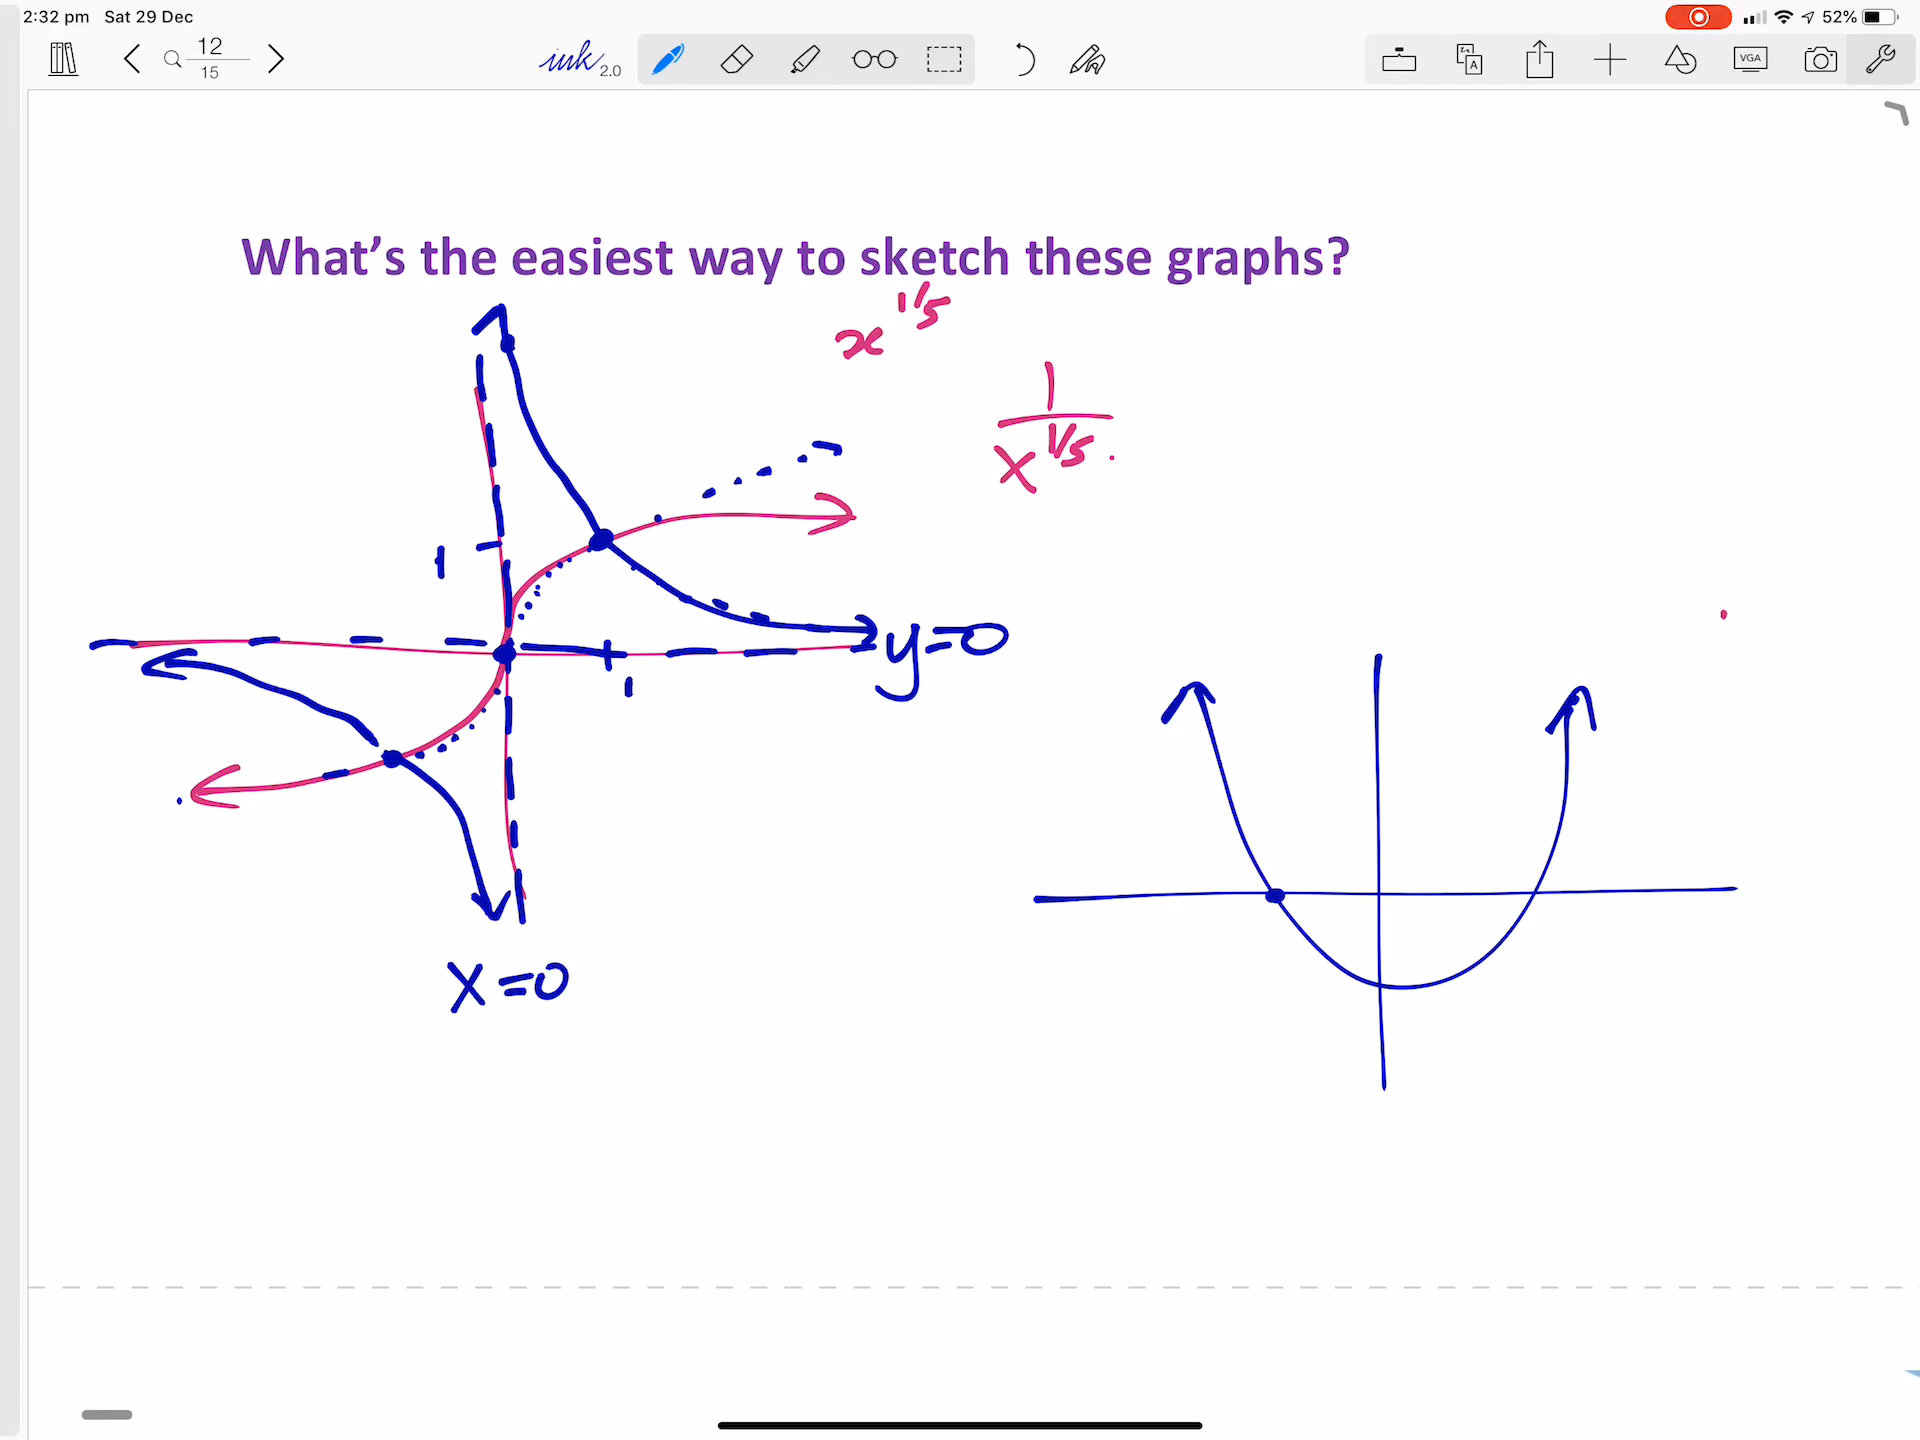 2:32 pm Sat 29 Dec
52%
12
15
ink 2.0
A
VGA
What's the easiest way to sketch these graphs?
x^1/5
1
x^1/5
1
y=0
1
x=0